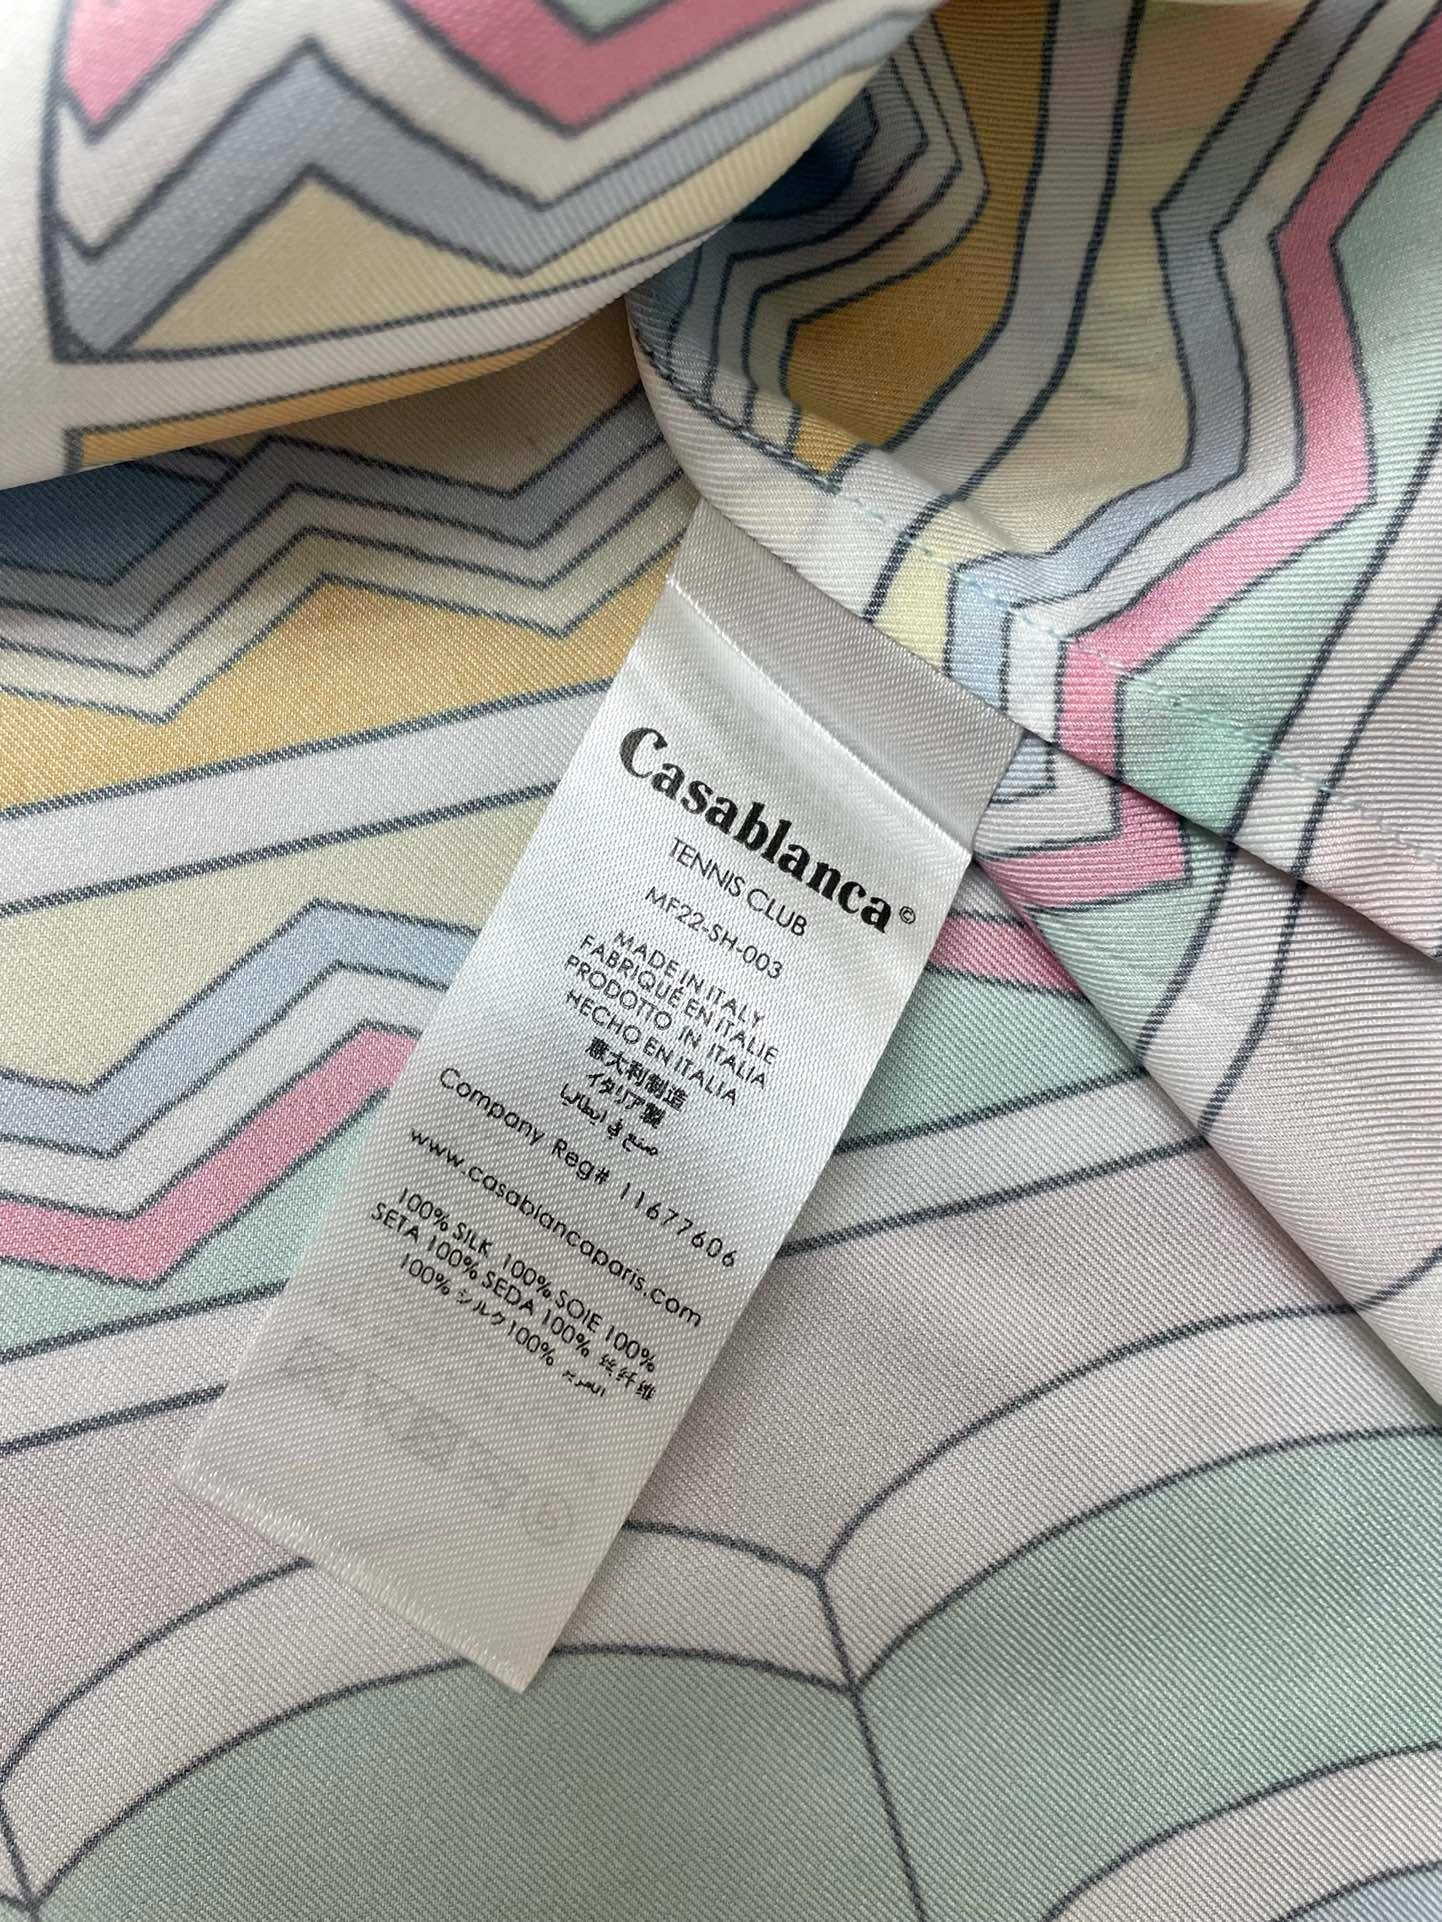 Casablanca©
TENNIS CLUB
MF22-SH-003
MADE IN ITALY
FABRIQUÉ EN ITALIE
PRODOTTO IN ITALIA
HECHO EN ITALIA
意大利制造
イタリア製
صنع في إيطاليا
Company Reg# 11677606
www.casablancaparis.com
100% SILK 100% SOIE 100%
SETA 100% SEDA 100% 丝纤维
100% シルク100%